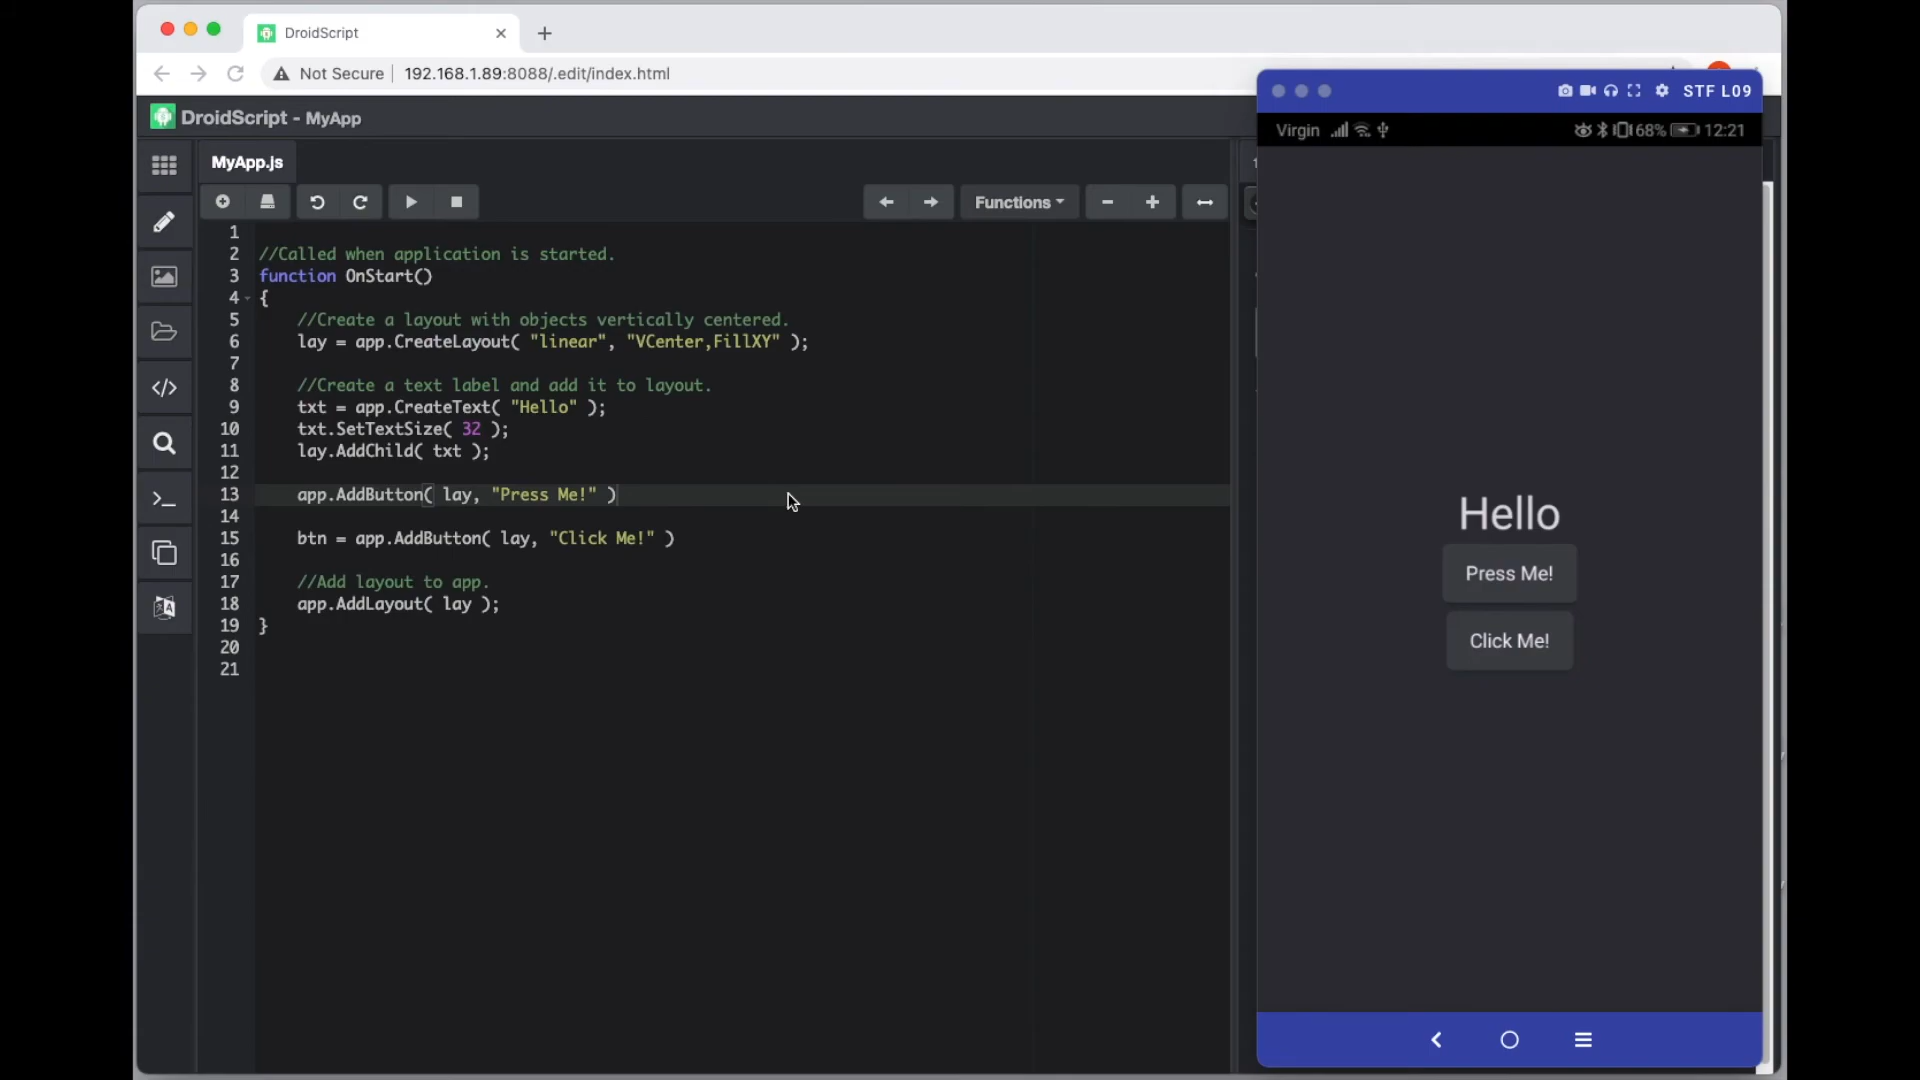 DroidScript
Not Secure
192.168.1.89:8088/.edit/index.html
DroidScript - MyApp
MyApp.js
Functions
1
2 //Called when application is started.
3 function OnStart()
4 {
5 //Create a layout with objects vertically centered.
6 lay = app.CreateLayout( "linear", "VCenter,FillXY" );
7
8 //Create a text label and add it to layout.
9 txt = app.CreateText( "Hello" );
10 txt.SetTextSize( 32 );
11 lay.AddChild( txt );
12
13 app.AddButton( lay, "Press Me!" )
14
15 btn = app.AddButton( lay, "Click Me!" )
16
17 //Add layout to app.
18 app.AddLayout( lay );
19 }
20
21
STF L09
Virgin 68% 12:21
Hello
Press Me!
Click Me!